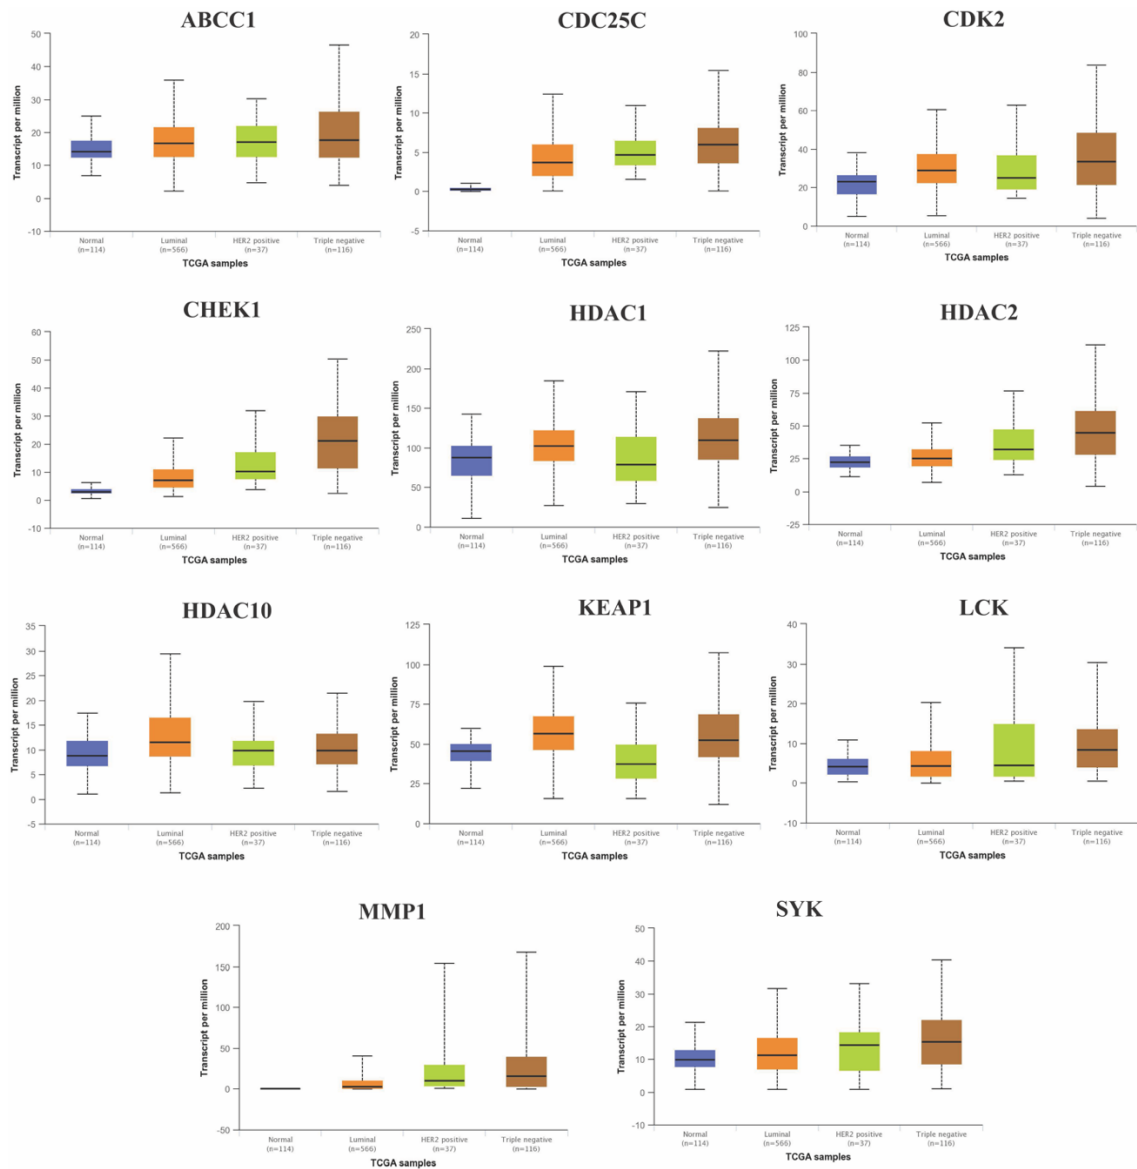 ABCC1
CDC25C
CDK2
Transcript per million
50
40
30
20
10
0
-10
Normal
(n=114)
Luminal
(n=566)
HER2 positive
(n=37)
Triple negative
(n=116)
TCGA samples
Transcript per million
20
15
10
5
0
-5
Normal
(n=114)
Luminal
(n=566)
HER2 positive
(n=37)
Triple negative
(n=116)
TCGA samples
Transcript per million
100
80
60
40
20
0
Normal
(n=114)
Luminal
(n=566)
HER2 positive
(n=37)
Triple negative
(n=116)
TCGA samples
CHEK1
HDAC1
HDAC2
Transcript per million
60
50
40
30
20
10
0
-10
Normal
(n=114)
Luminal
(n=566)
HER2 positive
(n=37)
Triple negative
(n=116)
TCGA samples
Transcript per million
250
200
150
100
50
0
Normal
(n=114)
Luminal
(n=566)
HER2 positive
(n=37)
Triple negative
(n=116)
TCGA samples
Transcript per million
125
100
75
50
25
0
-25
Normal
(n=114)
Luminal
(n=566)
HER2 positive
(n=37)
Triple negative
(n=116)
TCGA samples
HDAC10
KEAP1
LCK
Transcript per million
35
30
25
20
15
10
5
0
-5
Normal
(n=114)
Luminal
(n=566)
HER2 positive
(n=37)
Triple negative
(n=116)
TCGA samples
Transcript per million
125
100
75
50
25
0
Normal
(n=114)
Luminal
(n=566)
HER2 positive
(n=37)
Triple negative
(n=116)
TCGA samples
Transcript per million
40
30
20
10
0
-10
Normal
(n=114)
Luminal
(n=566)
HER2 positive
(n=37)
Triple negative
(n=116)
TCGA samples
MMP1
SYK
Transcript per million
200
150
100
50
0
-50
Normal
(n=114)
Luminal
(n=566)
HER2 positive
(n=37)
Triple negative
(n=116)
TCGA samples
Transcript per million
50
40
30
20
10
0
-10
Normal
(n=114)
Luminal
(n=566)
HER2 positive
(n=37)
Triple negative
(n=116)
TCGA samples